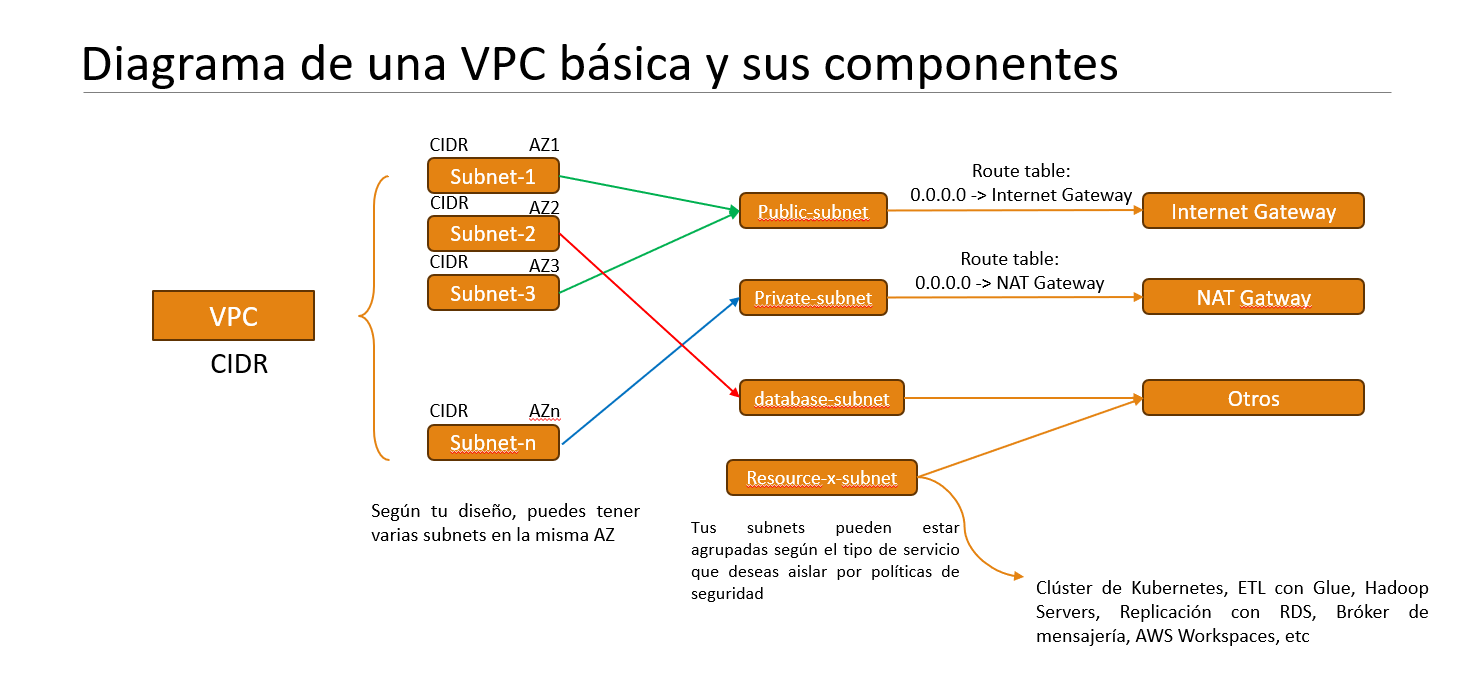 Diagrama de una VPC básica y sus componentes
CIDR AZ1
Subnet-1
CIDR AZ2
Subnet-2
CIDR AZ3
Subnet-3
VPC
CIDR
CIDR AZn
Subnet-n
Según tu diseño, puedes tener
varias subnets en la misma AZ
Public-subnet
Route table:
0.0.0.0 -> Internet Gateway
Internet Gateway
Private-subnet
Route table:
0.0.0.0 -> NAT Gateway
NAT Gatway
database-subnet
Otros
Resource-x-subnet
Tus subnets pueden estar
agrupadas según el tipo de servicio
que deseas aislar por políticas de
seguridad
Clúster de Kubernetes, ETL con Glue, Hadoop
Servers, Replicación con RDS, Bróker de
mensajería, AWS Workspaces, etc